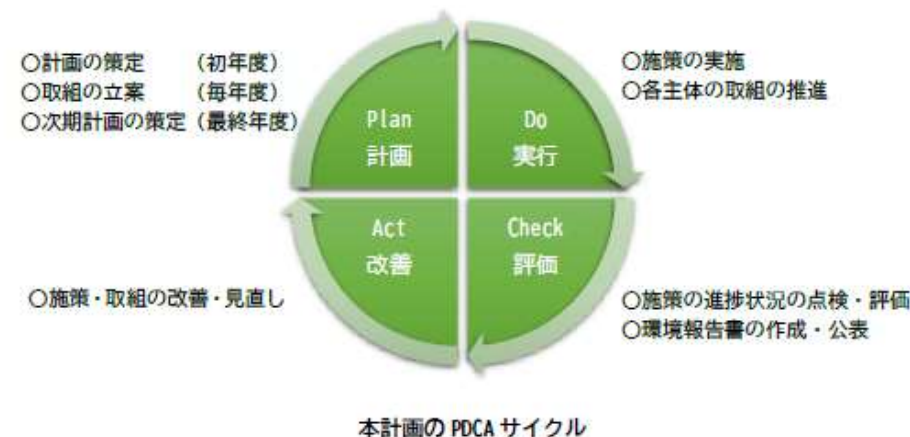 ○計画の策定　　（初年度）
○取組の立案　　（毎年度）
○次期計画の策定（最終年度）
Plan
計画
Do
実行
○施策の実施
○各主体の取組の推進
Act
改善
Check
評価
○施策・取組の改善・見直し
○施策の進捗状況の点検・評価
○環境報告書の作成・公表
本計画の PDCA サイクル